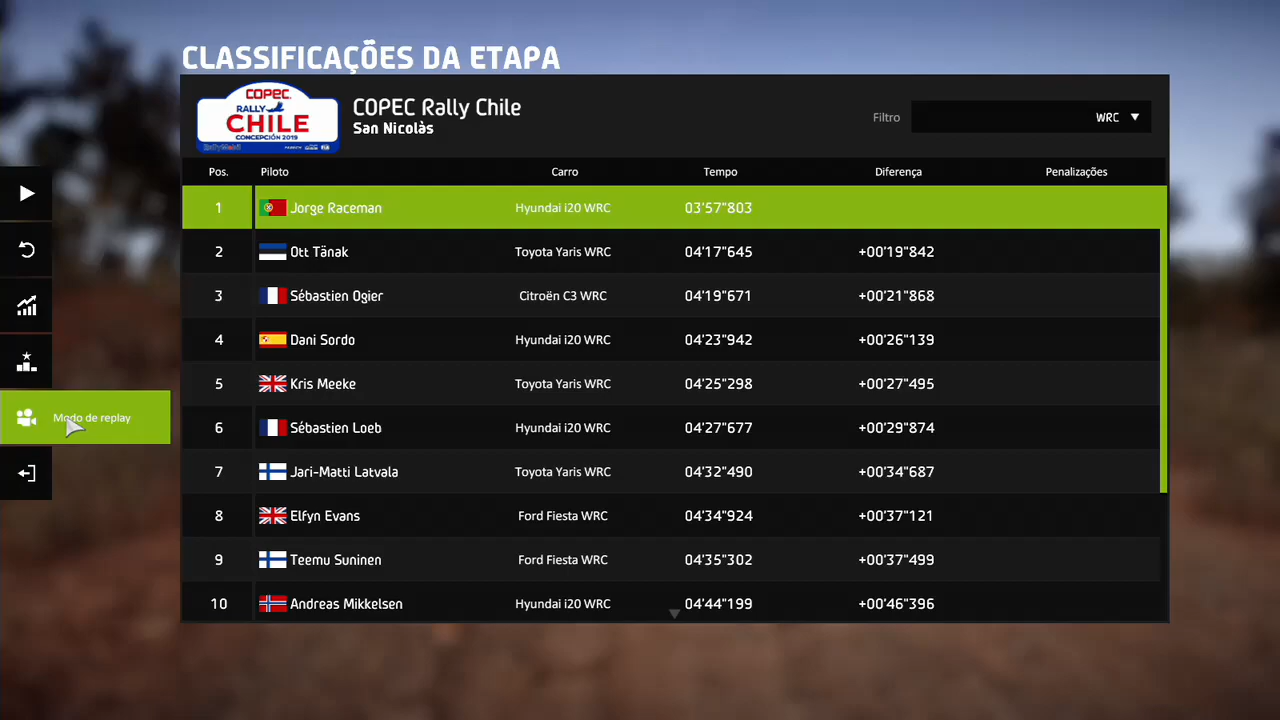 CLASSIFICAÇÕES DA ETAPA
COPEC
RALLY
CHILE
CONCEPCIÓN 2019
RallyMobil
FIA
COPEC Rally Chile
San Nicolàs
Filtro WRC
Pos. Piloto Carro Tempo Diferença Penalizações
1 Jorge Raceman Hyundai i20 WRC 03'57"803
2 Ott Tänak Toyota Yaris WRC 04'17"645 +00'19"842
3 Sébastien Ogier Citroën C3 WRC 04'19"671 +00'21"868
4 Dani Sordo Hyundai i20 WRC 04'23"942 +00'26"139
5 Kris Meeke Toyota Yaris WRC 04'25"298 +00'27"495
6 Sébastien Loeb Hyundai i20 WRC 04'27"677 +00'29"874
7 Jari-Matti Latvala Toyota Yaris WRC 04'32"490 +00'34"687
8 Elfyn Evans Ford Fiesta WRC 04'34"924 +00'37"121
9 Teemu Suninen Ford Fiesta WRC 04'35"302 +00'37"499
10 Andreas Mikkelsen Hyundai i20 WRC 04'44"199 +00'46"396
Modo de replay